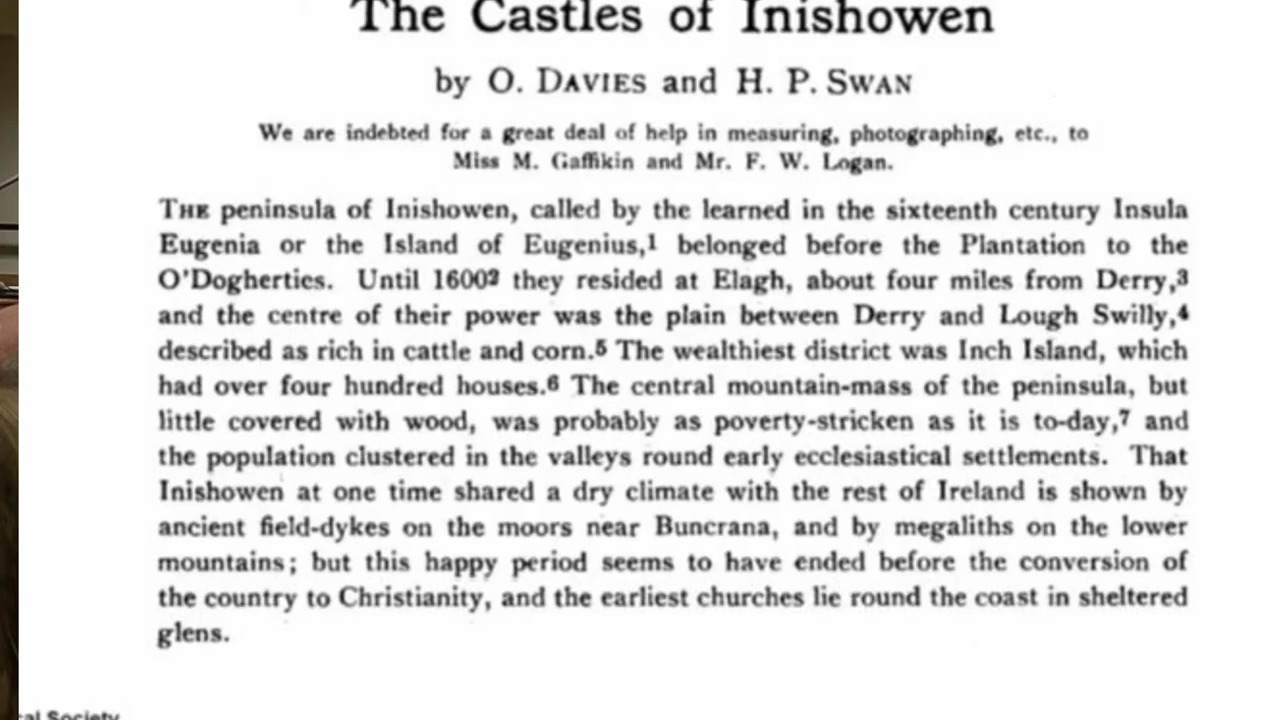 The Castles of Inishowen
by O. DAVIES and H. P. SWAN
We are indebted for a great deal of help in measuring, photographing, etc., to
Miss M. Gaffikin and Mr. F. W. Logan.
THE peninsula of Inishowen, called by the learned in the sixteenth century Insula
Eugenia or the Island of Eugenius,¹ belonged before the Plantation to the
O'Dogherties. Until 1600² they resided at Elagh, about four miles from Derry,³
and the centre of their power was the plain between Derry and Lough Swilly,⁴
described as rich in cattle and corn.⁵ The wealthiest district was Inch Island, which
had over four hundred houses.⁶ The central mountain-mass of the peninsula, but
little covered with wood, was probably as poverty-stricken as it is to-day,⁷ and
the population clustered in the valleys round early ecclesiastical settlements. That
Inishowen at one time shared a dry climate with the rest of Ireland is shown by
ancient field-dykes on the moors near Buncrana, and by megaliths on the lower
mountains; but this happy period seems to have ended before the conversion of
the country to Christianity, and the earliest churches lie round the coast in sheltered
glens.
Society